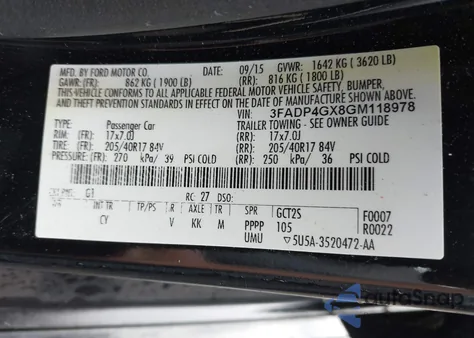 MFD. BY FORD MOTOR CO. DATE: 09/15 GVWR: 1642 KG ( 3620 LB)
GAWR: (FR): 862 KG ( 1900 LB) (RR): 816 KG ( 1800 LB)
THIS VEHICLE CONFORMS TO ALL APPLICABLE FEDERAL MOTOR VEHICLE SAFETY, BUMPER,
AND THEFT PREVENTION STANDARDS IN EFFECT ON THE DATE OF MANUFACTURE SHOWN ABOVE.
VIN: 3FADP4GX8GM118978
TYPE: Passenger Car TRAILER TOWING - SEE OWNER GUIDE
RIM: 17x7.0J 17x7.0J
TIRE: 205/40R17 84V 205/40R17 84V
PRESSURE: (FR) 270 kPa/ 39 PSI COLD (RR) 250 kPa/ 36 PSI COLD
G1 RC 27 DSO:
INT TR TP/PS R AXLE TR SPR GCT2S F0007
CY V KK M PPPP 105 R0022
UMU 5U5A-3520472-AA
autoSnap